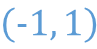 (-1, 1)